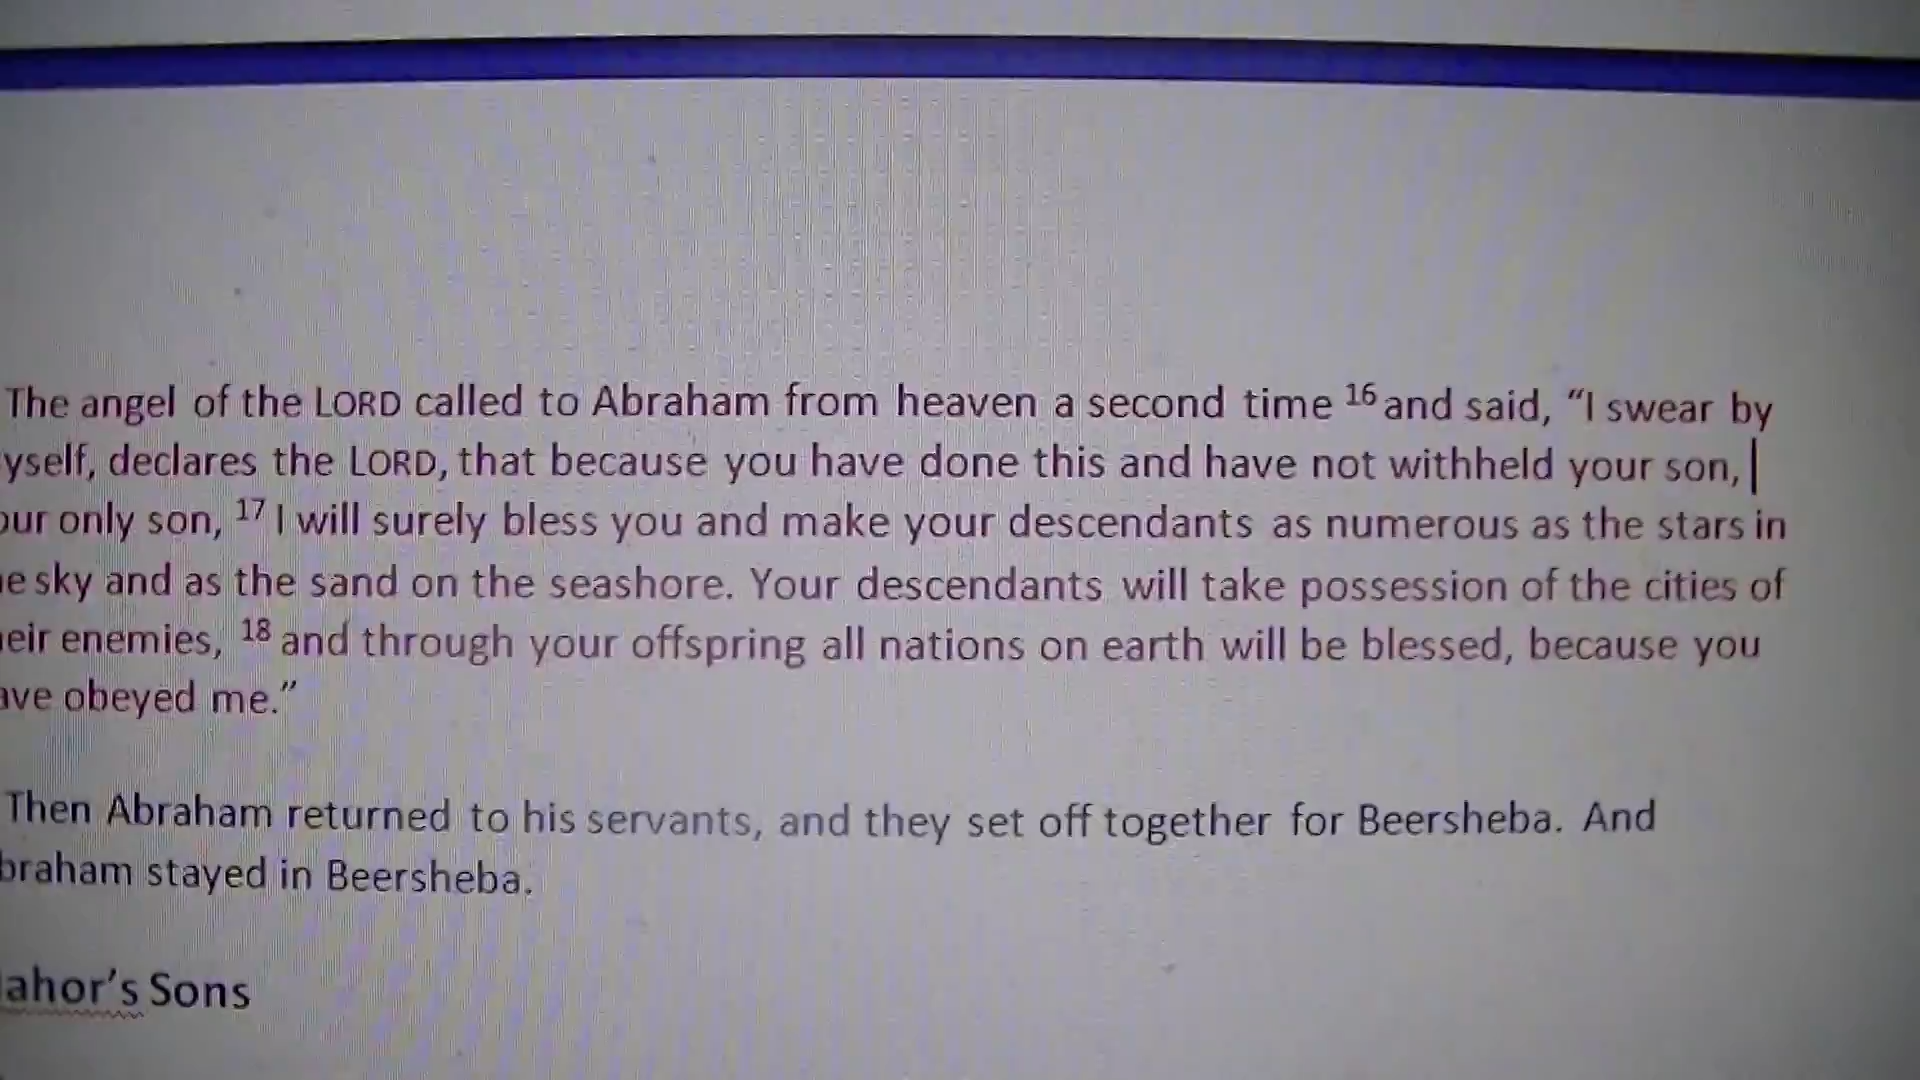 The angel of the LORD called to Abraham from heaven a second time 16 and said, “I swear by
yself, declares the LORD, that because you have done this and have not withheld your son,
our only son, 17 I will surely bless you and make your descendants as numerous as the stars in
e sky and as the sand on the seashore. Your descendants will take possession of the cities of
eir enemies, 18 and through your offspring all nations on earth will be blessed, because you
ave obeyed me.”
Then Abraham returned to his servants, and they set off together for Beersheba. And
braham stayed in Beersheba.
ahor’s Sons